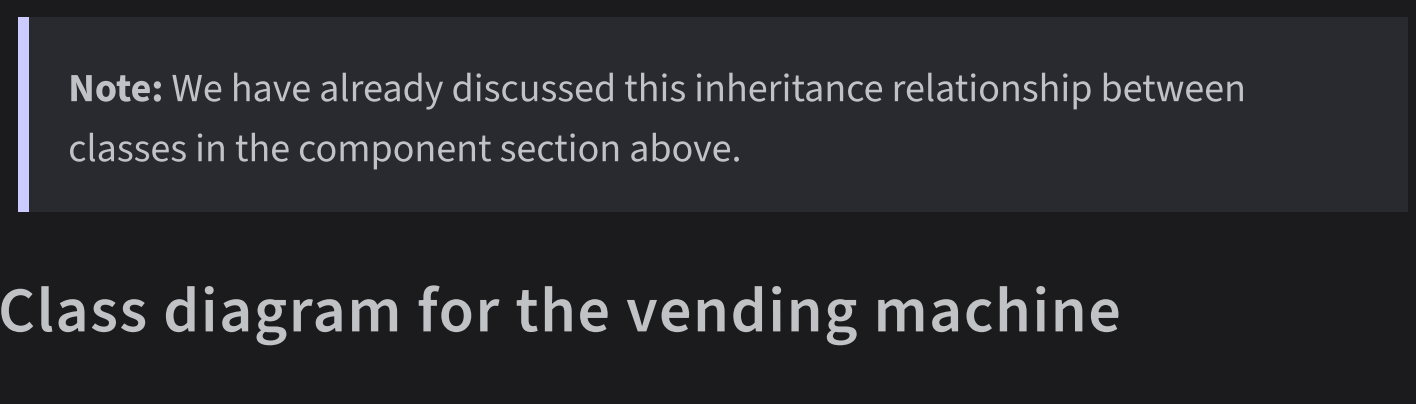 Note: We have already discussed this inheritance relationship between
classes in the component section above.
Class diagram for the vending machine